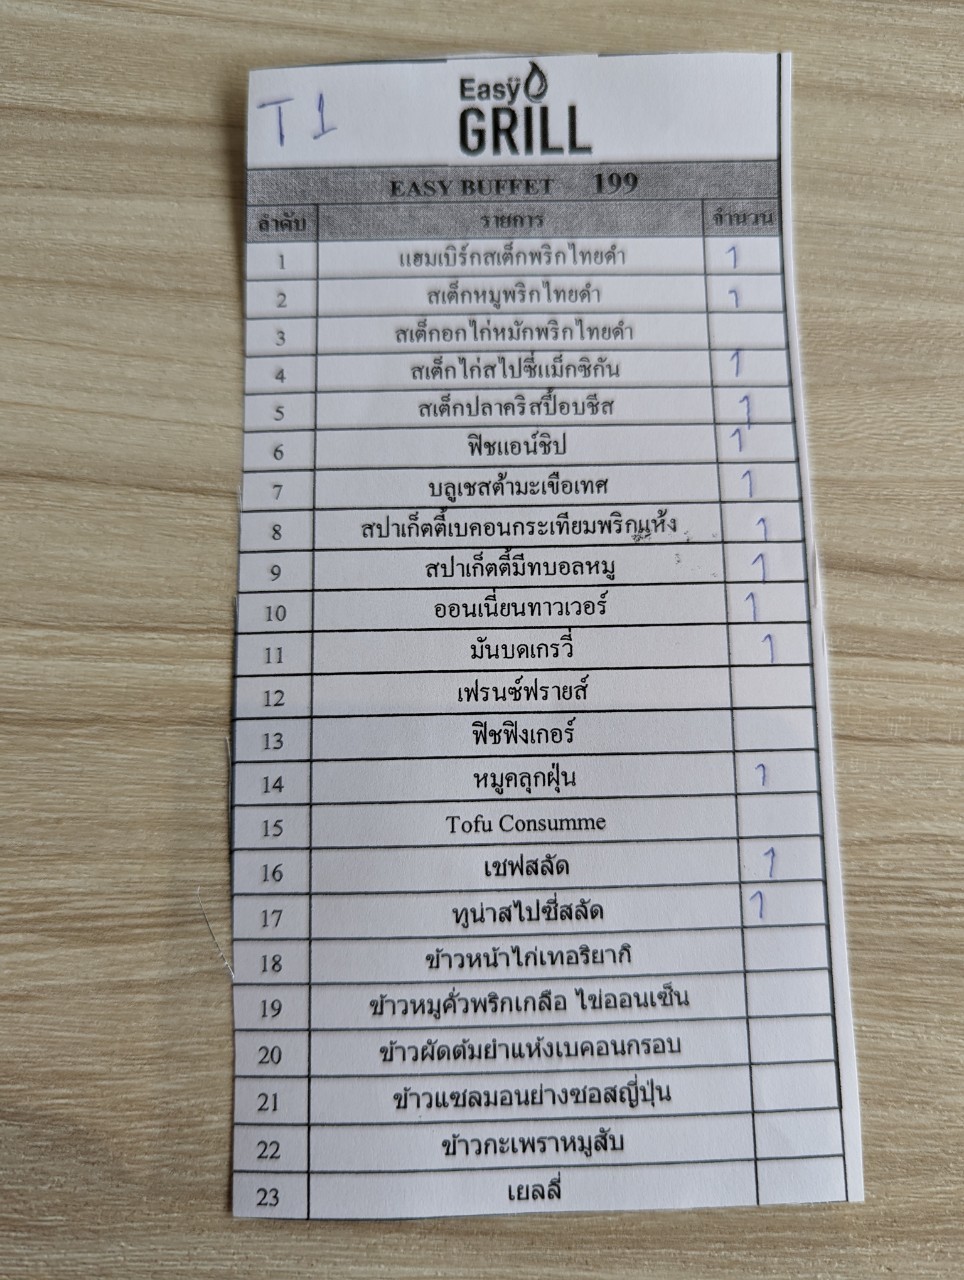 T 1
Easy
GRILL
EASY BUFFET 199
ลำดับ รายการ จำนวน
1 แฮมเบิร์กสเต็กพริกไทยดำ 1
2 สเต็กหมูพริกไทยดำ 1
3 สเต็กอกไก่หมักพริกไทยดำ
4 สเต็กไก่สไปซี่แม็กซิกัน 1
5 สเต็กปลาคริสปี้อบชีส 1
6 ฟิชแอน์ชิป 1
7 บลูเชสต้ามะเขือเทศ 1
8 สปาเก็ตตี้เบคอนกระเทียมพริกแห้ง 1
9 สปาเก็ตตี้มีทบอลหมู 1
10 ออนเนี่ยนทาวเวอร์ 1
11 มันบดเกรวี่ 1
12 เฟรนซ์ฟรายส์
13 ฟิชฟิงเกอร์
14 หมูคลุกฝุ่น 1
15 Tofu Consumme
16 เชฟสลัด 1
17 ทูน่าสไปซี่สลัด 1
18 ข้าวหน้าไก่เทอริยากิ
19 ข้าวหมูคั่วพริกเกลือ ไข่ออนเซ็น
20 ข้าวผัดต้มยำแห้งเบคอนกรอบ
21 ข้าวแซลมอนย่างซอสญี่ปุ่น
22 ข้าวกะเพราหมูสับ
23 เยลลี่